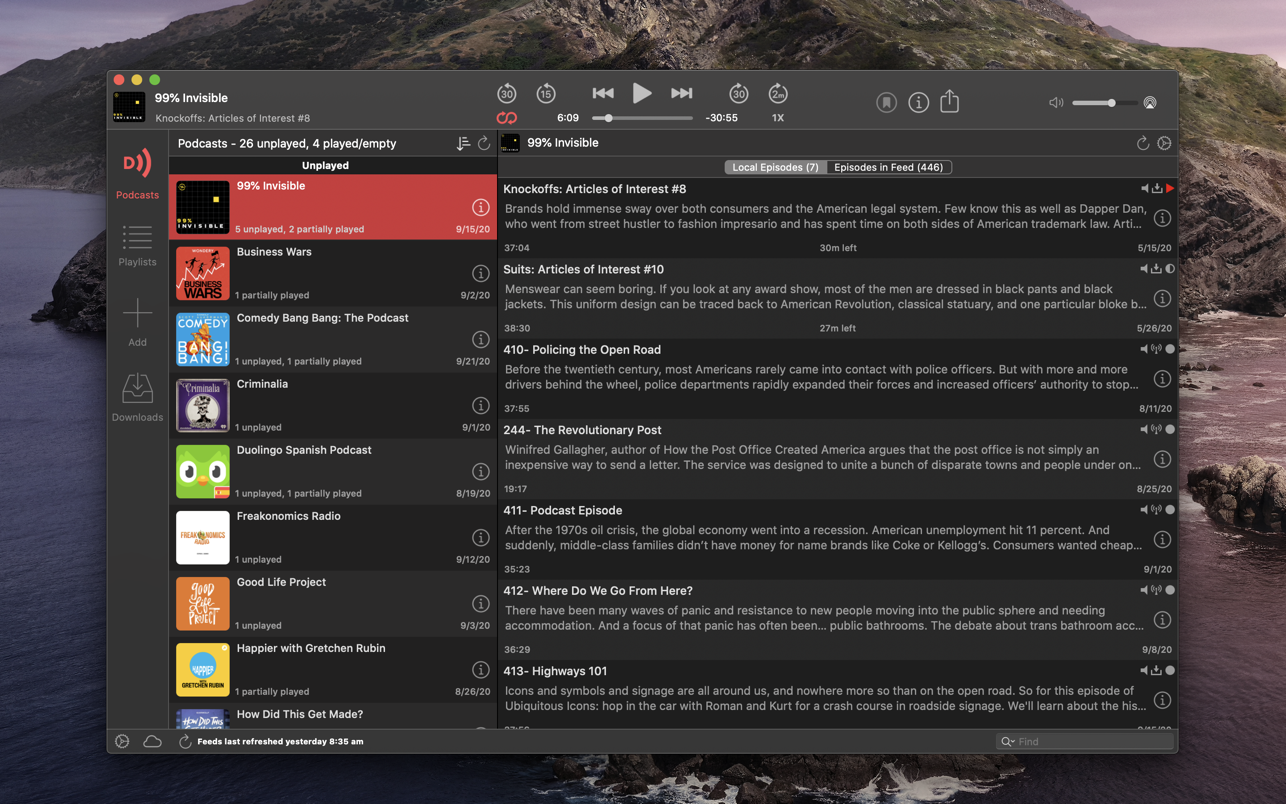 99% Invisible
Knockoffs: Articles of Interest #8
30
15
30
2m
6:09
-30:55
1X
Podcasts
Playlists
Add
Downloads
Podcasts - 26 unplayed, 4 played/empty
Unplayed
99% INVISIBLE
99% Invisible
5 unplayed, 2 partially played
9/15/20
WONDERY
BUSINESS WARS
Business Wars
1 partially played
9/2/20
COMEDY BANG! BANG!
Comedy Bang Bang: The Podcast
1 unplayed, 1 partially played
9/21/20
Criminalia
Criminalia
1 unplayed
9/1/20
Duolingo Spanish Podcast
1 unplayed, 1 partially played
8/19/20
FREAKONOMICS RADIO
Freakonomics Radio
1 unplayed
9/12/20
good Life PROJECT
Good Life Project
1 unplayed
9/3/20
HAPPIER WITH GRETCHEN RUBIN
Happier with Gretchen Rubin
1 partially played
8/26/20
HOW DID THIS
How Did This Get Made?
99% Invisible
Local Episodes (7)
Episodes in Feed (446)
Knockoffs: Articles of Interest #8
Brands hold immense sway over both consumers and the American legal system. Few know this as well as Dapper Dan,
who went from street hustler to fashion impresario and has spent time on both sides of American trademark law. Arti...
37:04
30m left
5/15/20
Suits: Articles of Interest #10
Menswear can seem boring. If you look at any award show, most of the men are dressed in black pants and black
jackets. This uniform design can be traced back to American Revolution, classical statuary, and one particular bloke b...
38:30
27m left
5/26/20
410- Policing the Open Road
Before the twentieth century, most Americans rarely came into contact with police officers. But with more and more
drivers behind the wheel, police departments rapidly expanded their forces and increased officers' authority to stop...
37:55
8/11/20
244- The Revolutionary Post
Winifred Gallagher, author of How the Post Office Created America argues that the post office is not simply an
inexpensive way to send a letter. The service was designed to unite a bunch of disparate towns and people under on...
19:17
8/25/20
411- Podcast Episode
After the 1970s oil crisis, the global economy went into a recession. American unemployment hit 11 percent. And
suddenly, middle-class families didn't have money for name brands like Coke or Kellogg's. Consumers wanted cheap...
35:23
9/1/20
412- Where Do We Go From Here?
There have been many waves of panic and resistance to new people moving into the public sphere and needing
accommodation. And a focus of that panic has often been... public bathrooms. The debate about trans bathroom acc...
36:29
9/8/20
413- Highways 101
Icons and symbols and signage are all around us, and nowhere more so than on the open road. So for this episode of
Ubiquitous Icons: hop in the car with Roman and Kurt for a crash course in roadside signage. We'll learn about the his...
Feeds last refreshed yesterday 8:35 am
Find